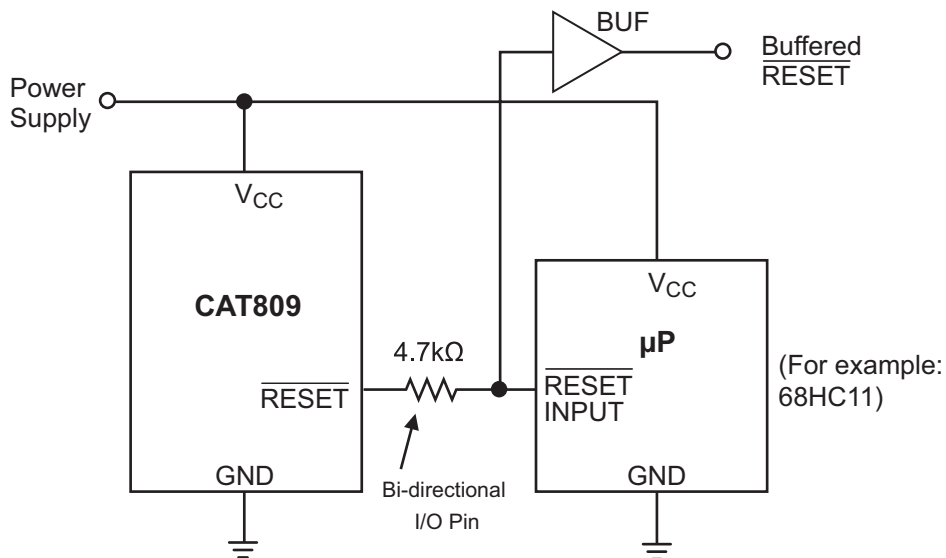 BUF
Buffered
RESET
Power
Supply
VCC
CAT809
RESET
GND
4.7kΩ
Bi-directional
I/O Pin
VCC
µP
RESET
INPUT
GND
(For example:
68HC11)